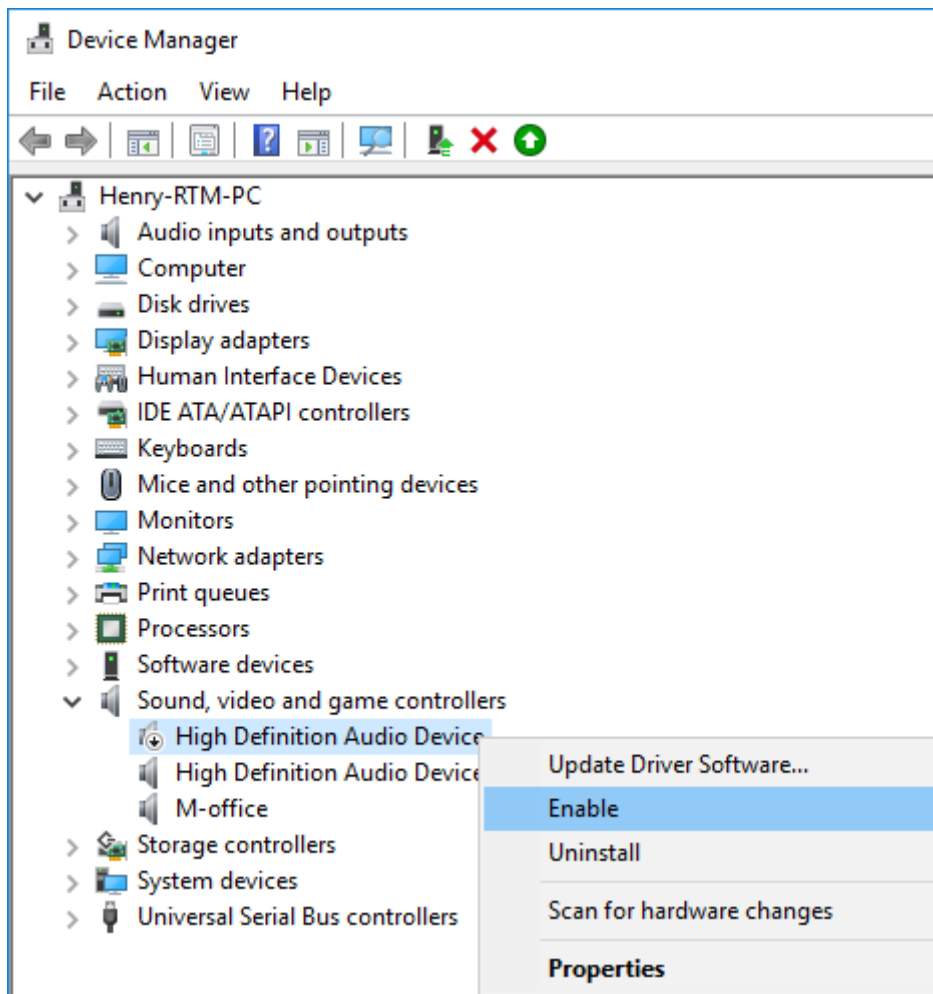 Device Manager
File Action View Help
Henry-RTM-PC
Audio inputs and outputs
Computer
Disk drives
Display adapters
Human Interface Devices
IDE ATA/ATAPI controllers
Keyboards
Mice and other pointing devices
Monitors
Network adapters
Print queues
Processors
Software devices
Sound, video and game controllers
High Definition Audio Device
High Definition Audio Device
M-office
Storage controllers
System devices
Universal Serial Bus controllers
Update Driver Software...
Enable
Uninstall
Scan for hardware changes
Properties